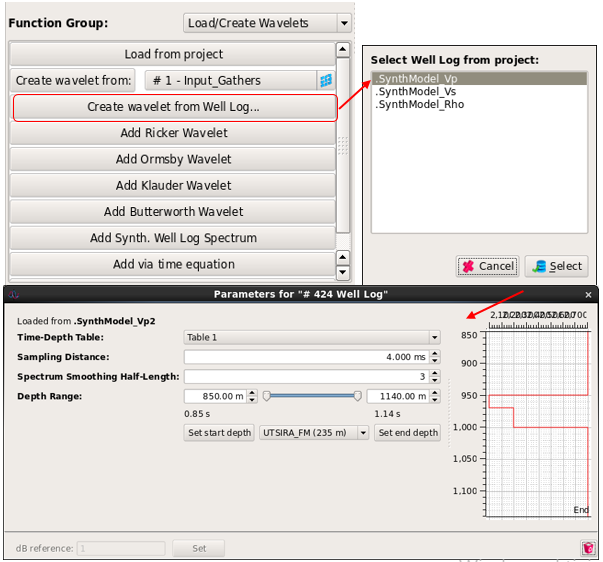 Function Group: Load/Create Wavelets
Load from project
Create wavelet from: # 1 - Input_Gathers
Create wavelet from Well Log...
Add Ricker Wavelet
Add Ormsby Wavelet
Add Klauder Wavelet
Add Butterworth Wavelet
Add Synth. Well Log Spectrum
Add via time equation
Select Well Log from project:
.SynthModel_Vp
.SynthModel_Vs
.SynthModel_Rho
Cancel Select
Parameters for "# 424 Well Log"
Loaded from .SynthModel_Vp2
Time-Depth Table: Table 1
Sampling Distance: 4.000 ms
Spectrum Smoothing Half-Length: 3
Depth Range: 850.00 m 1140.00 m
0.85 s 1.14 s
Set start depth UTSIRA_FM (235 m) Set end depth
850
900
950
1,000
1,050
1,100
End
dB reference: 1 Set